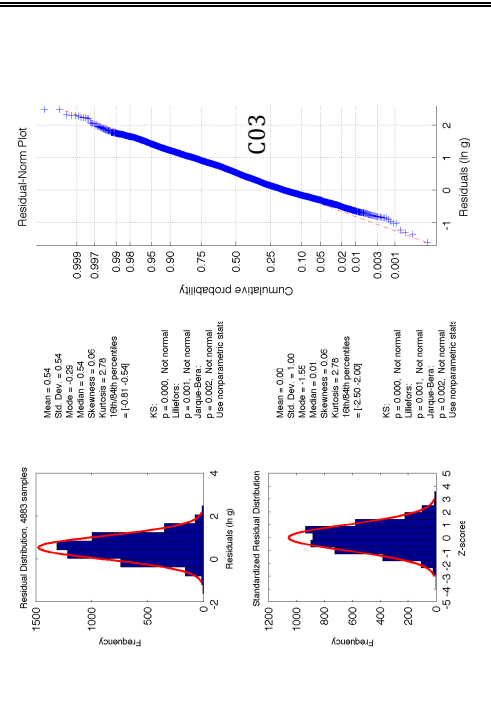 Residual Distribution, 4883 samples
1500
1000
500
0
-2
0
2
4
Frequency
Residuals (ln g)
Mean = 0.54
Std. Dev. = 0.54
Mode = -0.29
Median = 0.54
Skewness = 0.06
Kurtosis = 2.78
16th/84th percentiles
= [-0.81 -0.54]
KS:
p = 0.000, Not normal
Lilliefors:
p = 0.001, Not normal
Jarque-Bera:
p = 0.002, Not normal
Use nonparametric stats
Standardized Residual Distribution
1200
1000
800
600
400
200
0
-5 -4 -3 -2 -1 0 1 2 3 4 5
Frequency
Z-scores
Mean = 0.00
Std. Dev. = 1.00
Mode = -1.55
Median = 0.01
Skewness = 0.06
Kurtosis = 2.78
16th/84th percentiles
= [-2.50 -2.00]
KS:
p = 0.000, Not normal
Lilliefors:
p = 0.001, Not normal
Jarque-Bera:
p = 0.002, Not normal
Use nonparametric stats
Residual-Norm Plot
0.999
0.997
0.99
0.98
0.95
0.90
0.75
0.50
0.25
0.10
0.05
0.02
0.01
0.003
0.001
Cumulative probability
C03
-1
0
1
2
Residuals (ln g)